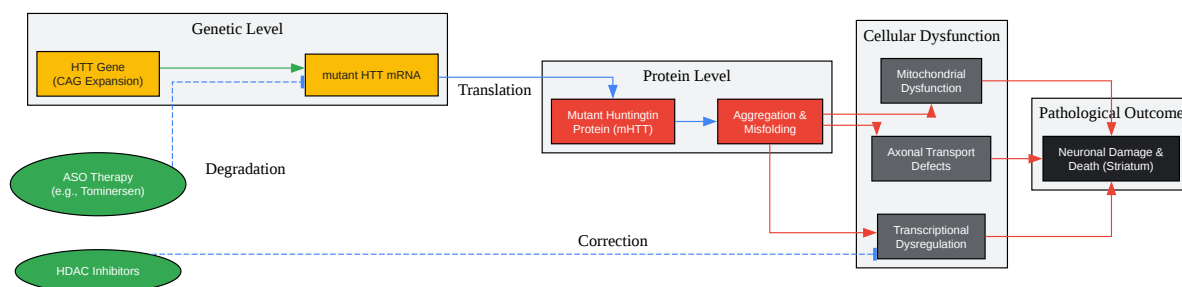 Genetic Level
HTT Gene
(CAG Expansion)
mutant HTT mRNA
Translation
Protein Level
Mutant Huntingtin
Protein (mHTT)
Aggregation &
Misfolding
Cellular Dysfunction
Mitochondrial
Dysfunction
Axonal Transport
Defects
Transcriptional
Dysregulation
Pathological Outcome
Neuronal Damage &
Death (Striatum)
ASO Therapy
(e.g., Tominersen)
Degradation
HDAC Inhibitors
Correction